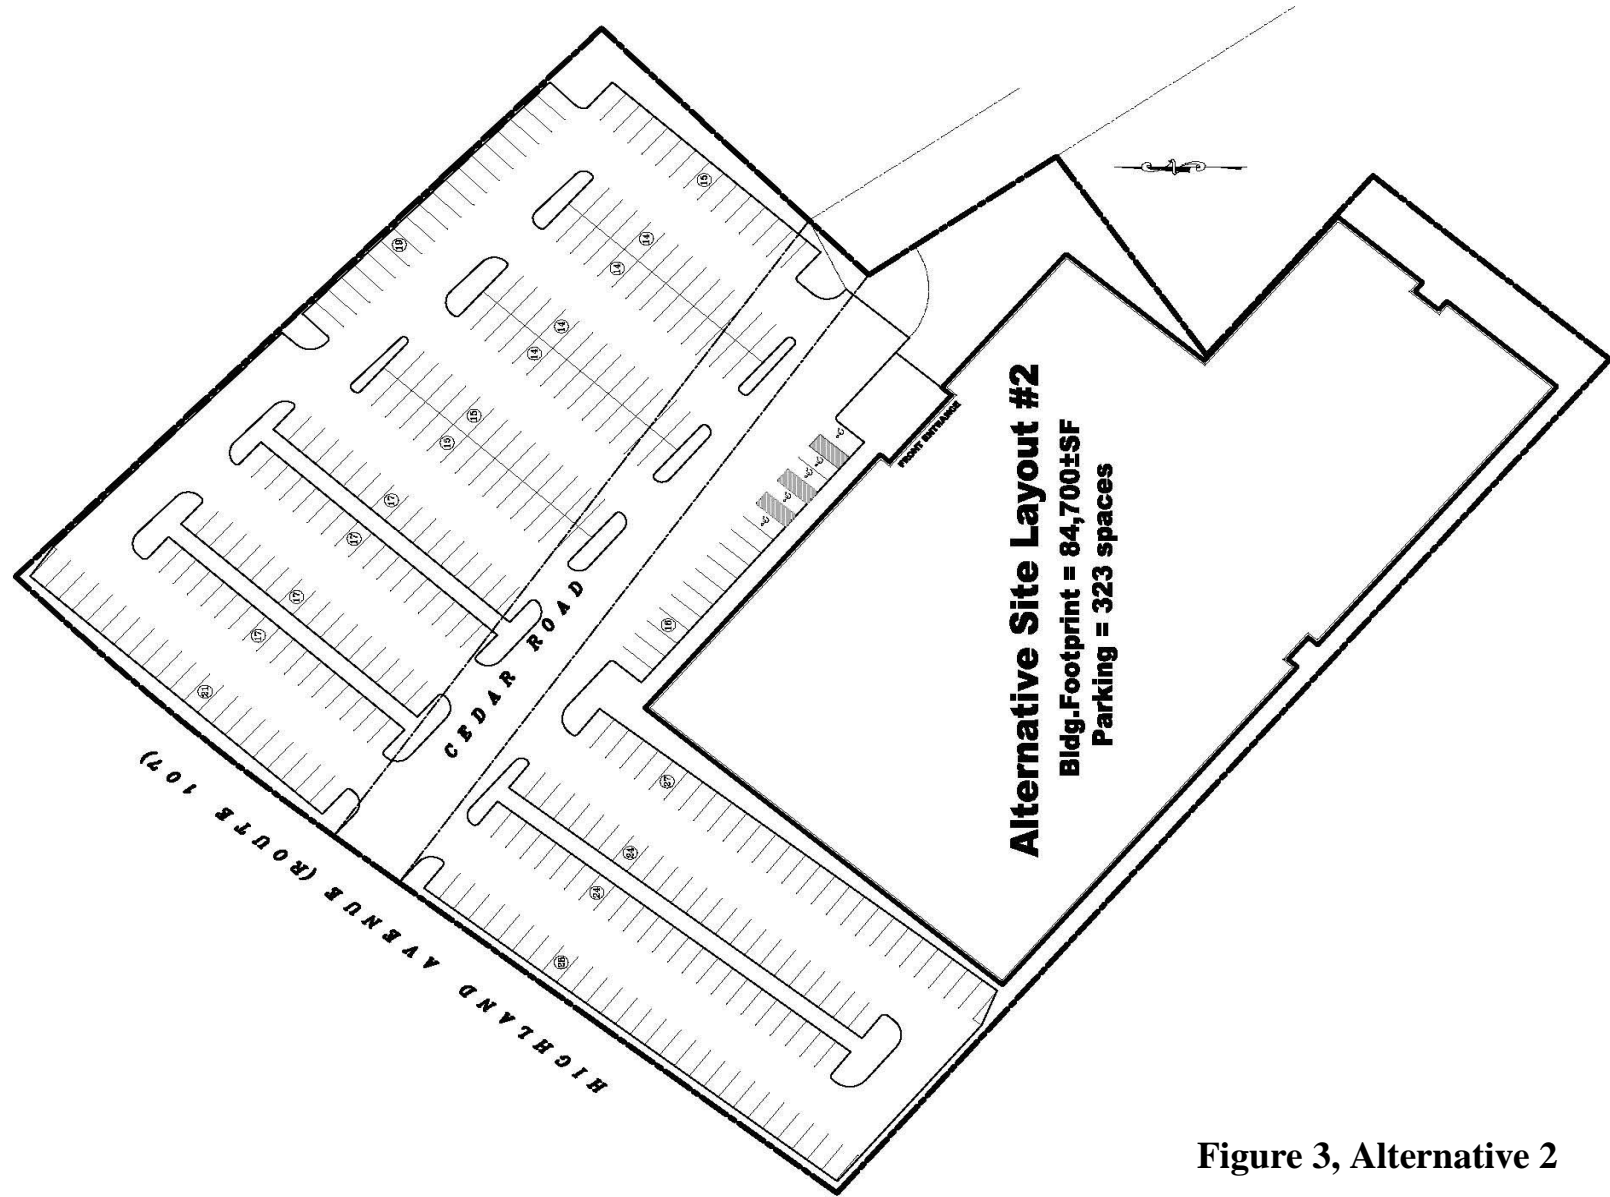 15
19
14
14
14
14
15
15
17
17
17
17
21
16
27
24
24
FRONT ENTRANCE
CEDAR ROAD
HIGHLAND AVENUE (ROUTE 107)
Alternative Site Layout #2
Bldg.Footprint = 84,700±SF
Parking = 323 spaces
Figure 3, Alternative 2